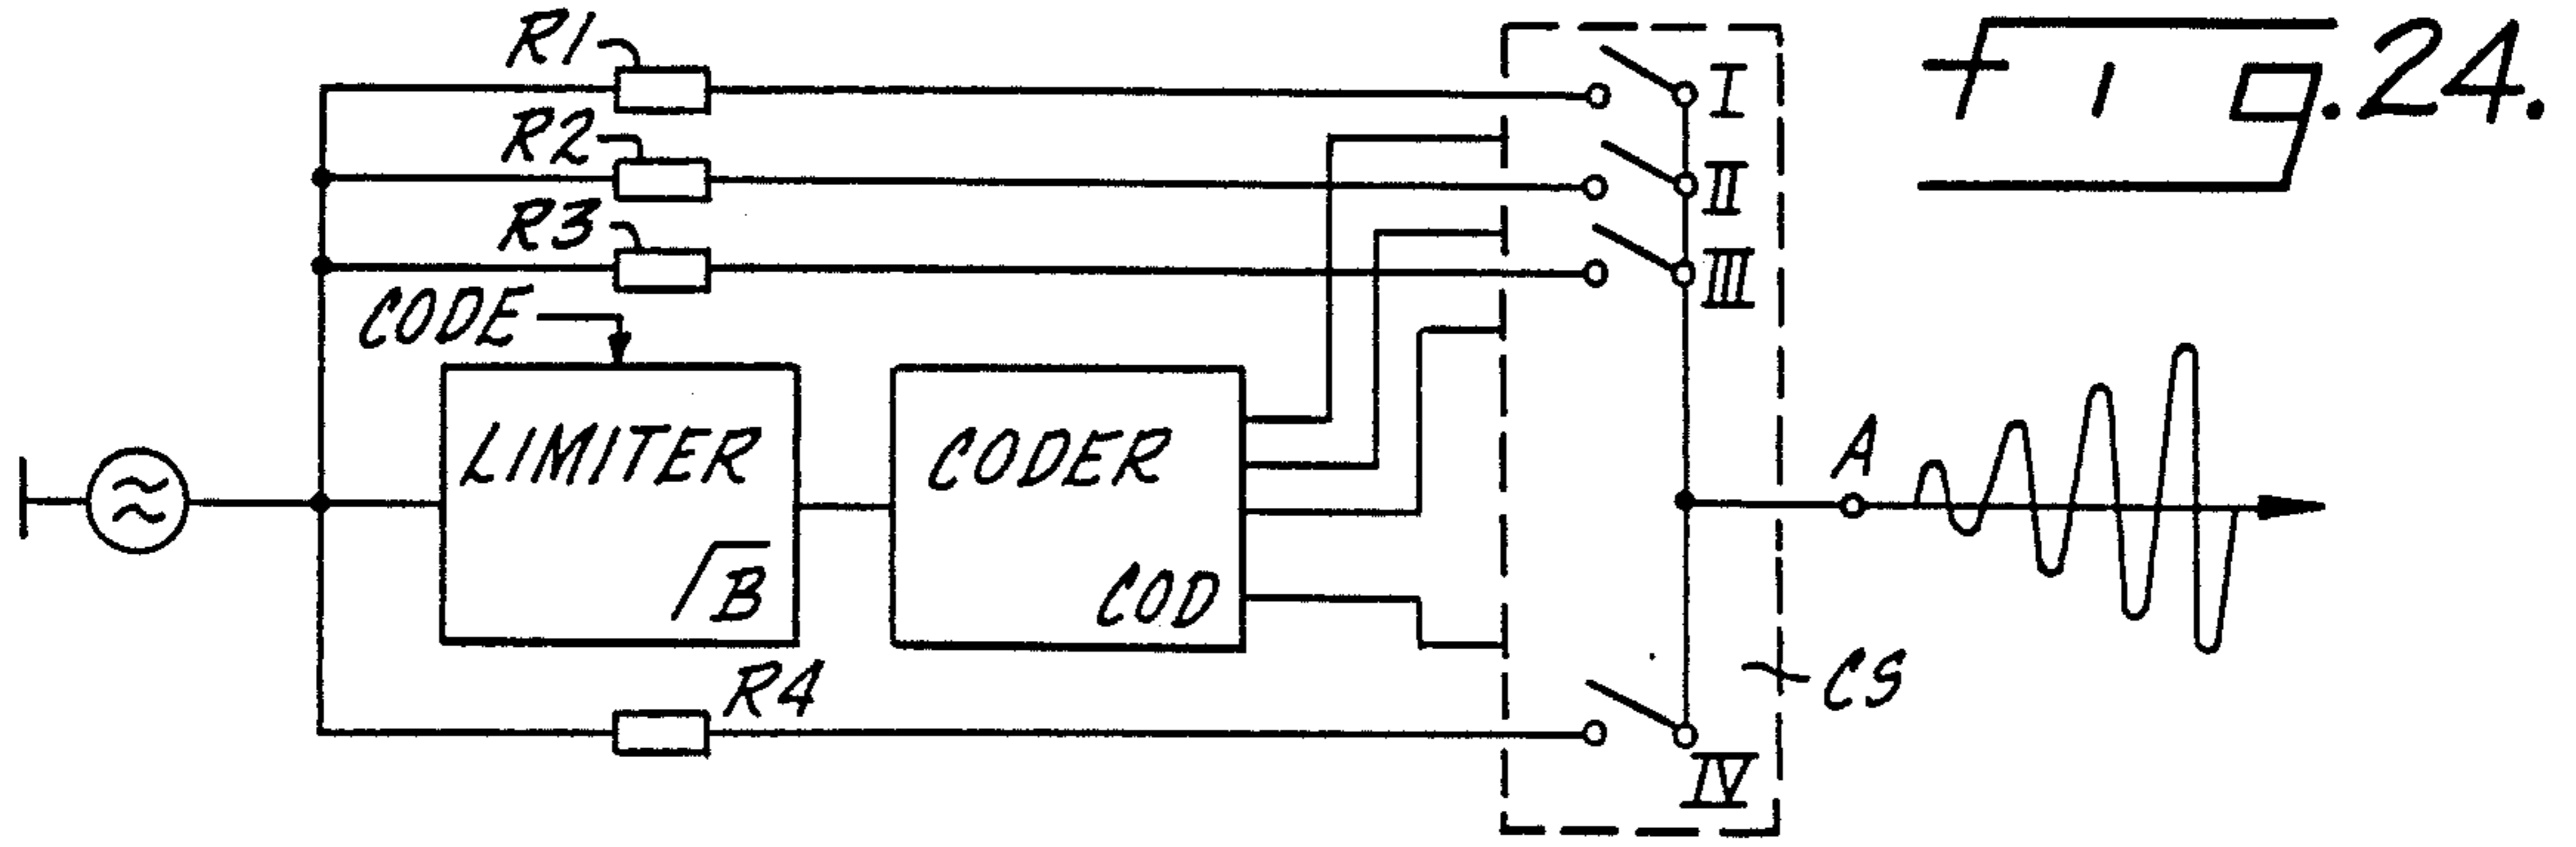 R1
I
Fig.24.
R2
II
R3
III
CODE
LIMITER
CODER
A
B
COD
R4
CS
IV